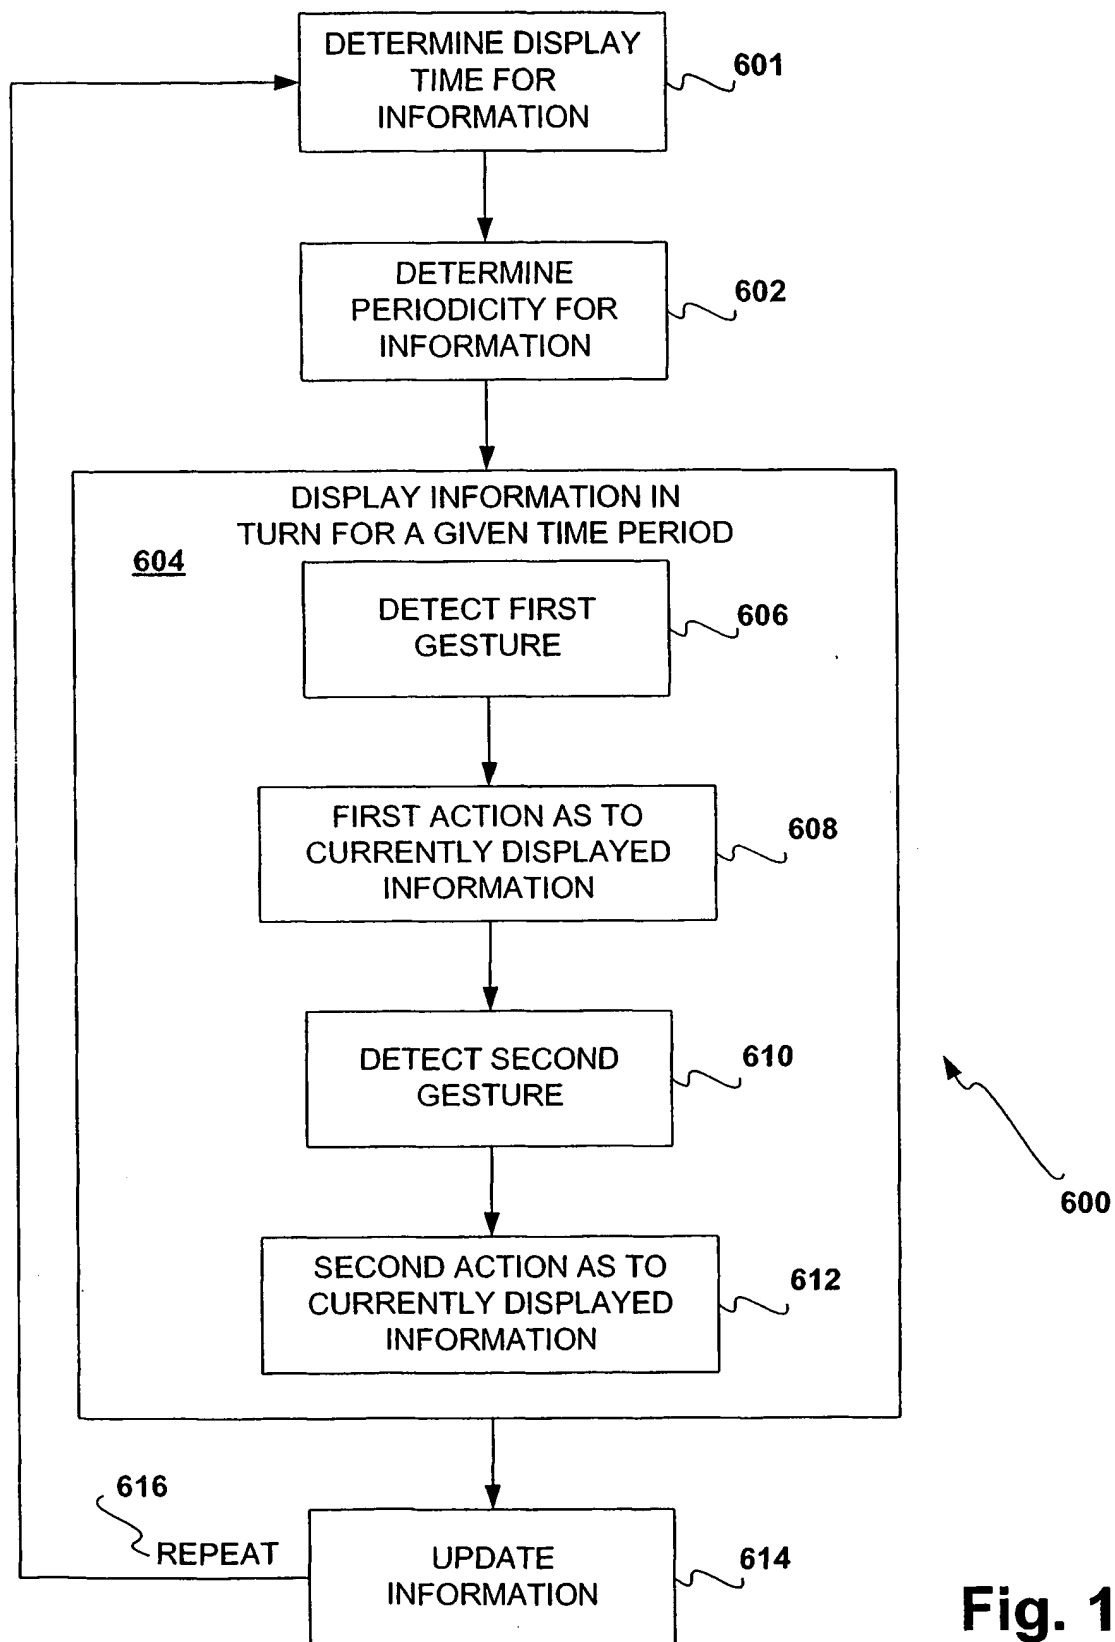 DETERMINE DISPLAY
TIME FOR
INFORMATION
601
DETERMINE
PERIODICITY FOR
INFORMATION
602
DISPLAY INFORMATION IN
TURN FOR A GIVEN TIME PERIOD
604
DETECT FIRST
GESTURE
606
FIRST ACTION AS TO
CURRENTLY DISPLAYED
INFORMATION
608
DETECT SECOND
GESTURE
610
600
SECOND ACTION AS TO
CURRENTLY DISPLAYED
INFORMATION
612
616
REPEAT
UPDATE
INFORMATION
614
Fig. 1